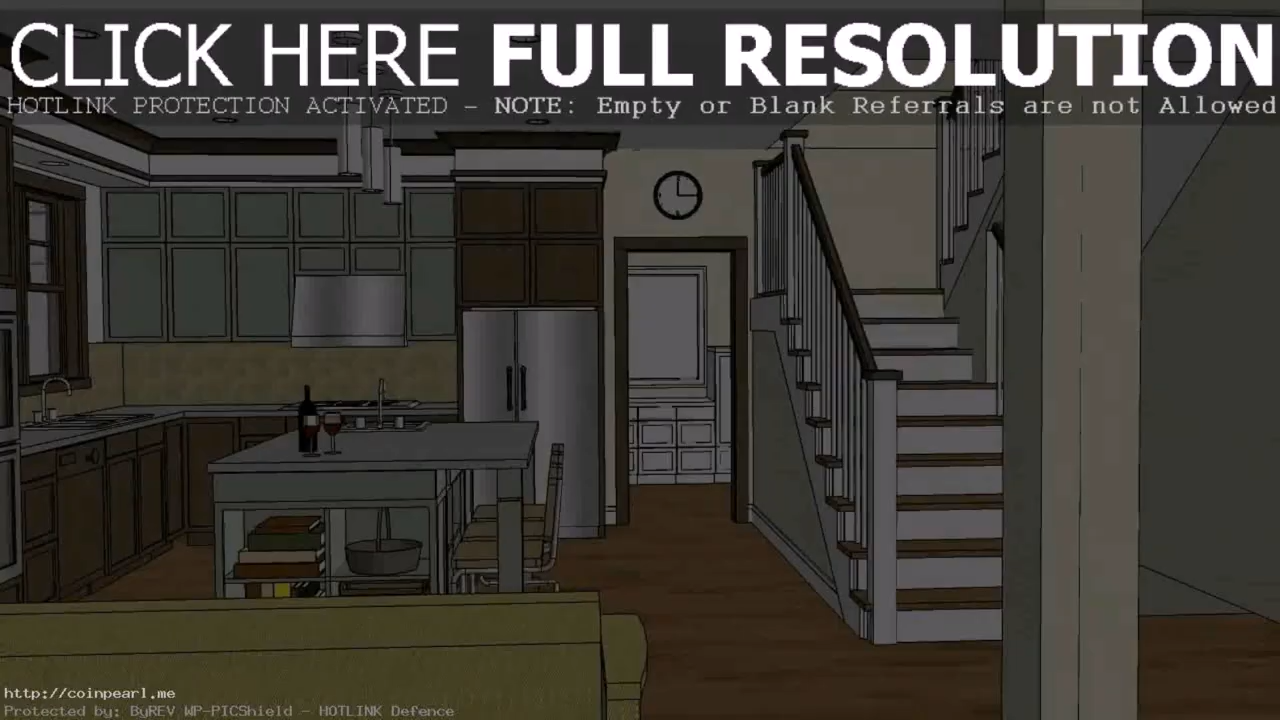 CLICK HERE FULL RESOLUTION
HOTLINK PROTECTION ACTIVATED – NOTE: Empty or Blank Referrals are not Allowed
http://coinpearl.me
Protected by: ByREV WP-PICShield – HOTLINK Defence